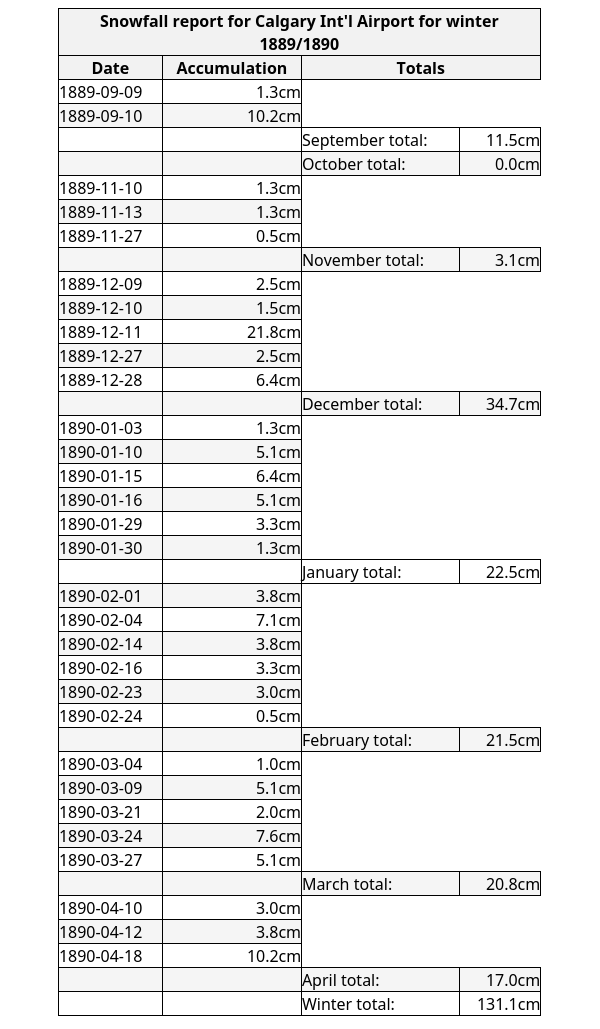 Snowfall report for Calgary Int'l Airport for winter
1889/1890
Date Accumulation Totals
1889-09-09 1.3cm
1889-09-10 10.2cm
September total: 11.5cm
October total: 0.0cm
1889-11-10 1.3cm
1889-11-13 1.3cm
1889-11-27 0.5cm
November total: 3.1cm
1889-12-09 2.5cm
1889-12-10 1.5cm
1889-12-11 21.8cm
1889-12-27 2.5cm
1889-12-28 6.4cm
December total: 34.7cm
1890-01-03 1.3cm
1890-01-10 5.1cm
1890-01-15 6.4cm
1890-01-16 5.1cm
1890-01-29 3.3cm
1890-01-30 1.3cm
January total: 22.5cm
1890-02-01 3.8cm
1890-02-04 7.1cm
1890-02-14 3.8cm
1890-02-16 3.3cm
1890-02-23 3.0cm
1890-02-24 0.5cm
February total: 21.5cm
1890-03-04 1.0cm
1890-03-09 5.1cm
1890-03-21 2.0cm
1890-03-24 7.6cm
1890-03-27 5.1cm
March total: 20.8cm
1890-04-10 3.0cm
1890-04-12 3.8cm
1890-04-18 10.2cm
April total: 17.0cm
Winter total: 131.1cm